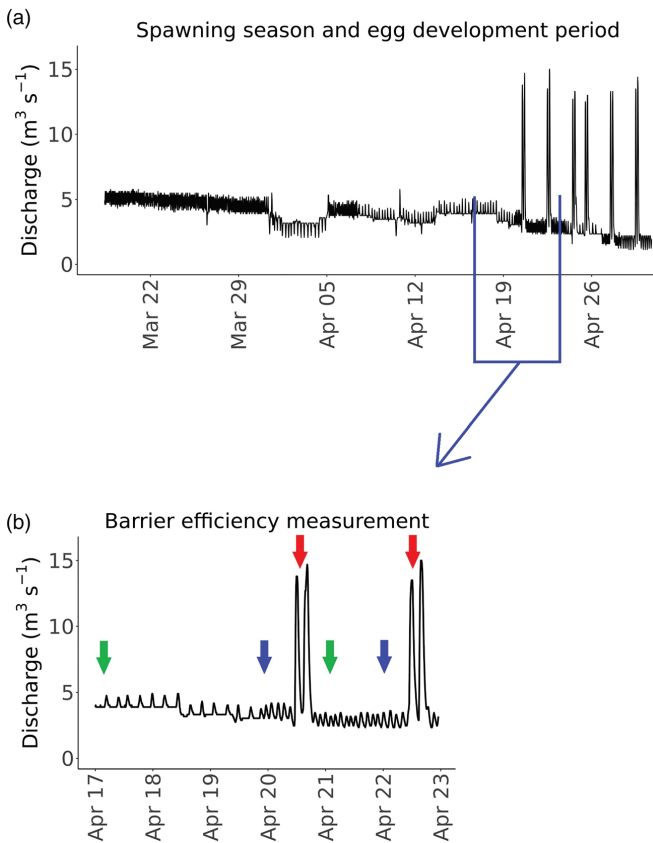 (a)
Spawning season and egg development period
Discharge (m³ s⁻¹)
15
10
5
0
Mar 22
Mar 29
Apr 05
Apr 12
Apr 19
Apr 26
(b)
Barrier efficiency measurement
Discharge (m³ s⁻¹)
15
10
5
0
Apr 17
Apr 18
Apr 19
Apr 20
Apr 21
Apr 22
Apr 23